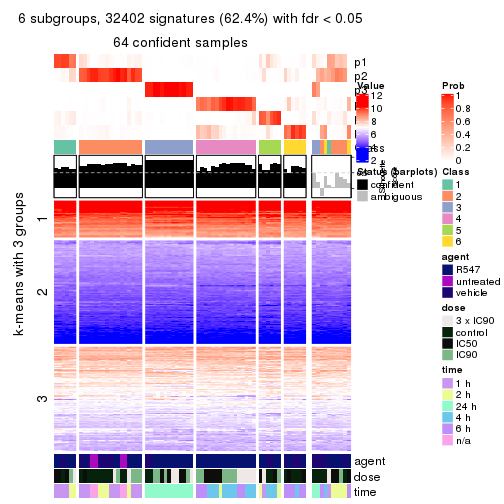 6 subgroups, 32402 signatures (62.4%) with fdr < 0.05
64 confident samples
p1
p2
Value
12
10
8
6
4
2
Prob
1
0.8
0.6
0.4
0.2
0
Status (barplots)
confident
ambiguous
Class
1
2
3
4
5
6
agent
R547
untreated
vehicle
dose
3 x IC90
control
IC50
IC90
time
1 h
2 h
24 h
4 h
6 h
n/a
k-means with 3 groups
1
2
3
agent
dose
time